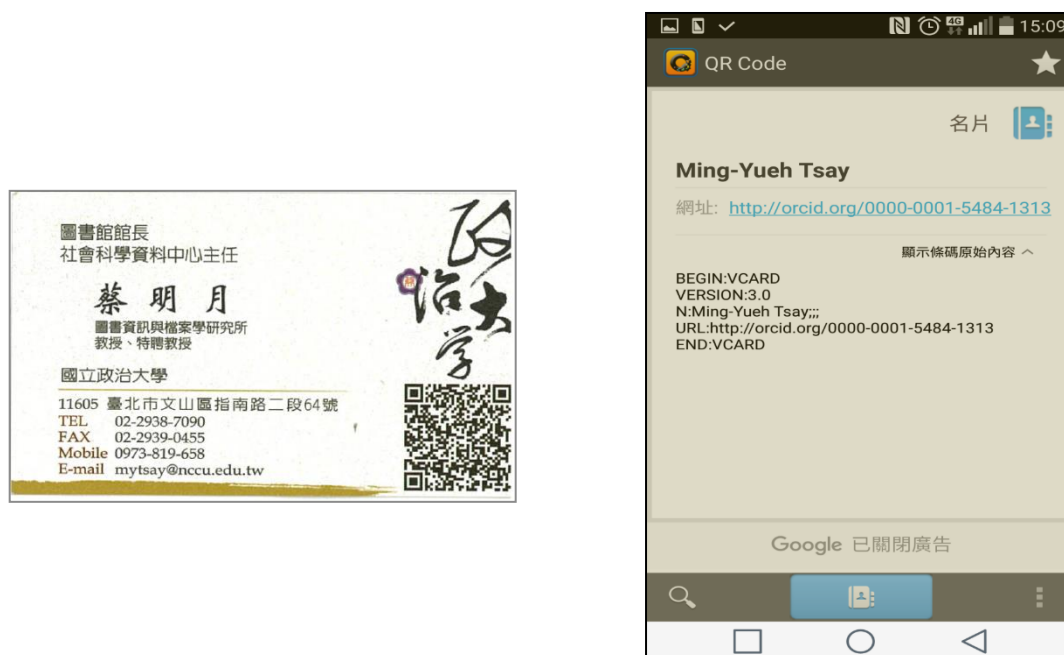 圖書館館長
社會科學資料中心主任
蔡明月
圖書資訊與檔案學研究所
教授、特聘教授
國立政治大學
11605 臺北市文山區指南路二段64號
TEL 02-2938-7090
FAX 02-2939-0455
Mobile 0973-819-658
E-mail mytsay@nccu.edu.tw
政治大学
4G 15:09
QR Code
名片
Ming-Yueh Tsay
網址: http://orcid.org/0000-0001-5484-1313
顯示條碼原始內容
BEGIN:VCARD
VERSION:3.0
N:Ming-Yueh Tsay;;;
URL:http://orcid.org/0000-0001-5484-1313
END:VCARD
Google 已關閉廣告